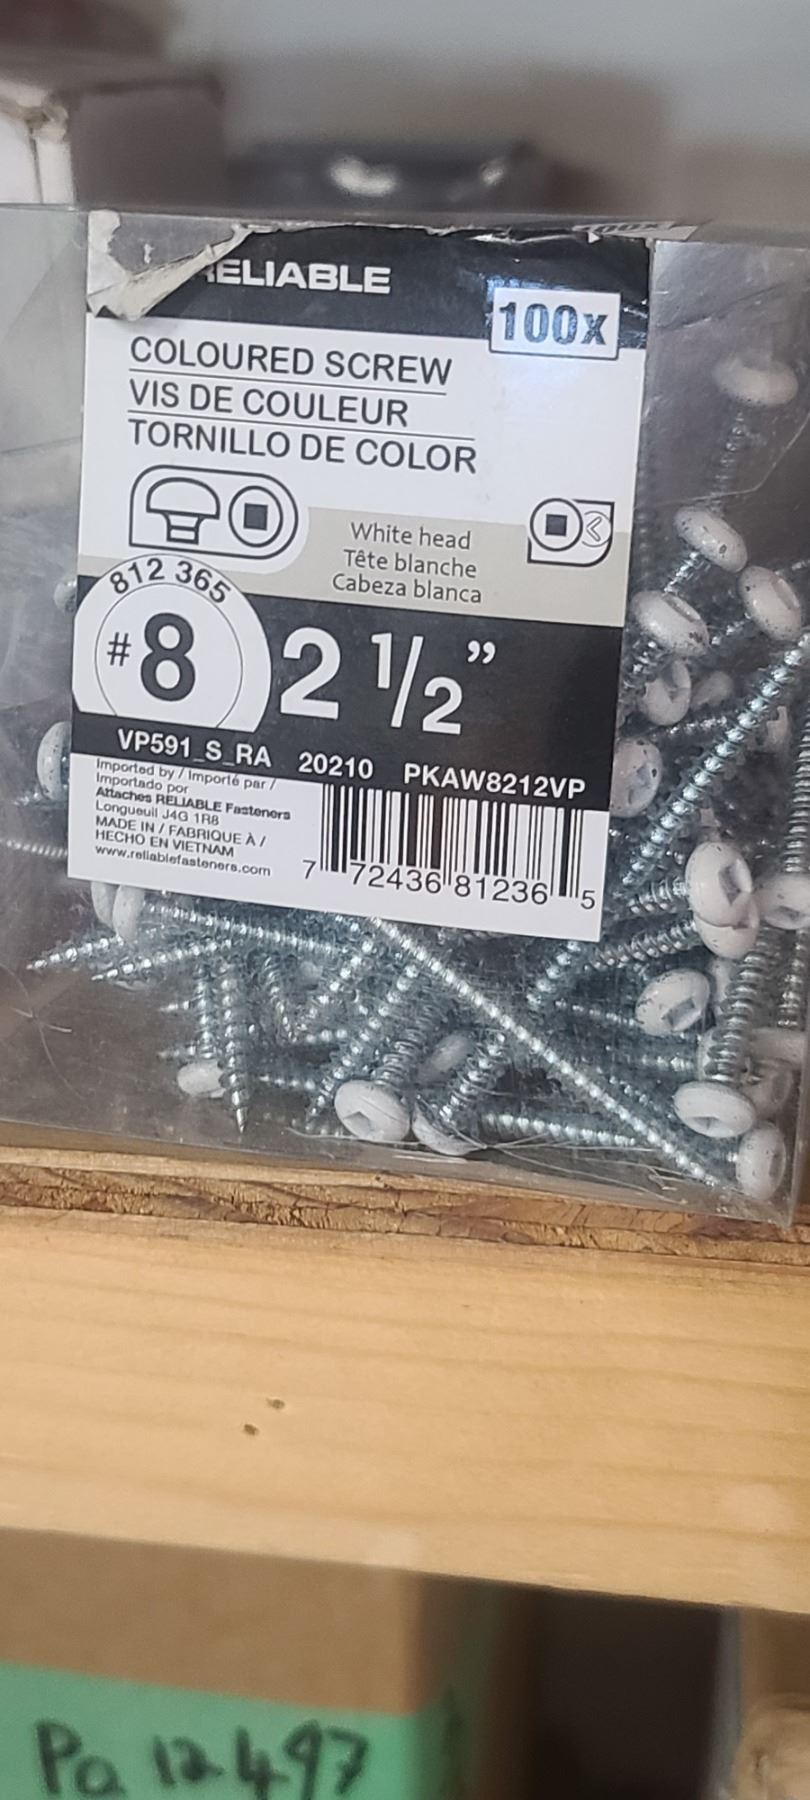 RELIABLE
100x
COLOURED SCREW
VIS DE COULEUR
TORNILLO DE COLOR
White head
Tête blanche
Cabeza blanca
812 365
#8
2 1/2”
VP591_S_RA 20210 PKAW8212VP
Imported by / Importé par /
Importado por
Attaches RELIABLE Fasteners
Longueuil J4G 1R8
MADE IN / FABRIQUÉ À /
HECHO EN VIETNAM
www.reliablefasteners.com
7 72436 81236 5
Pa 12497